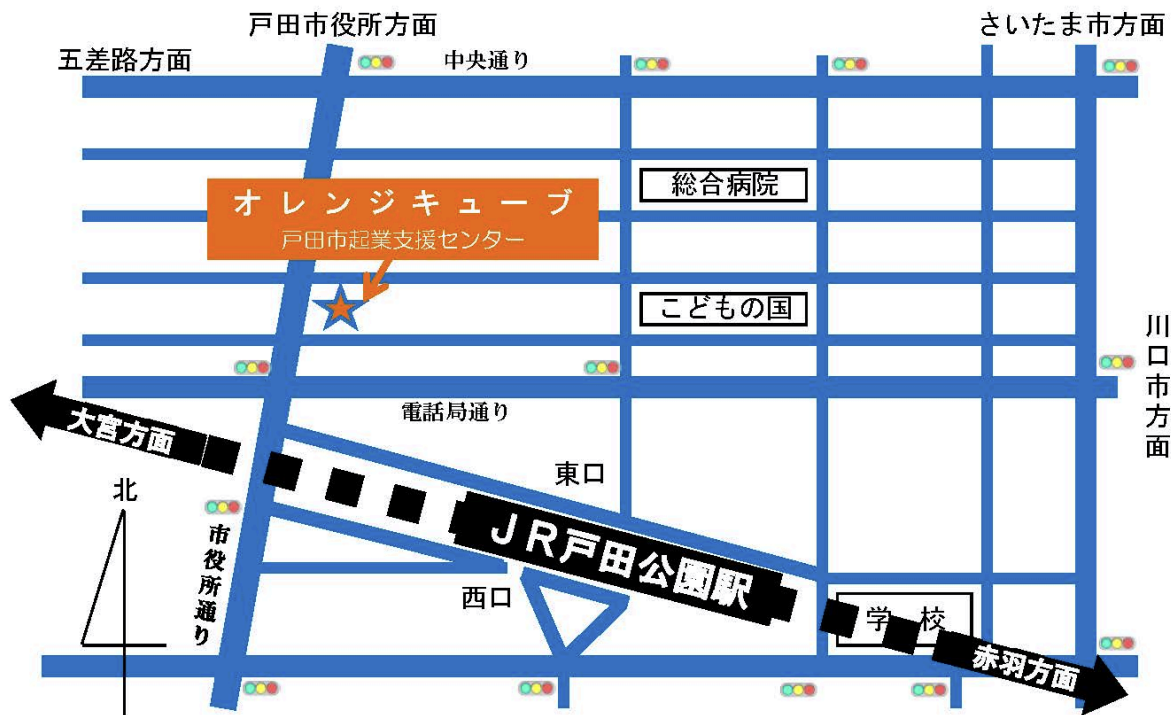 戸田市役所方面
さいたま市方面
五差路方面
中央通り
総合病院
オレンジキューブ
戸田市起業支援センター
こどもの国
川口市方面
電話局通り
大宮方面
東口
北
JR戸田公園駅
市役所通り
西口
学校
赤羽方面